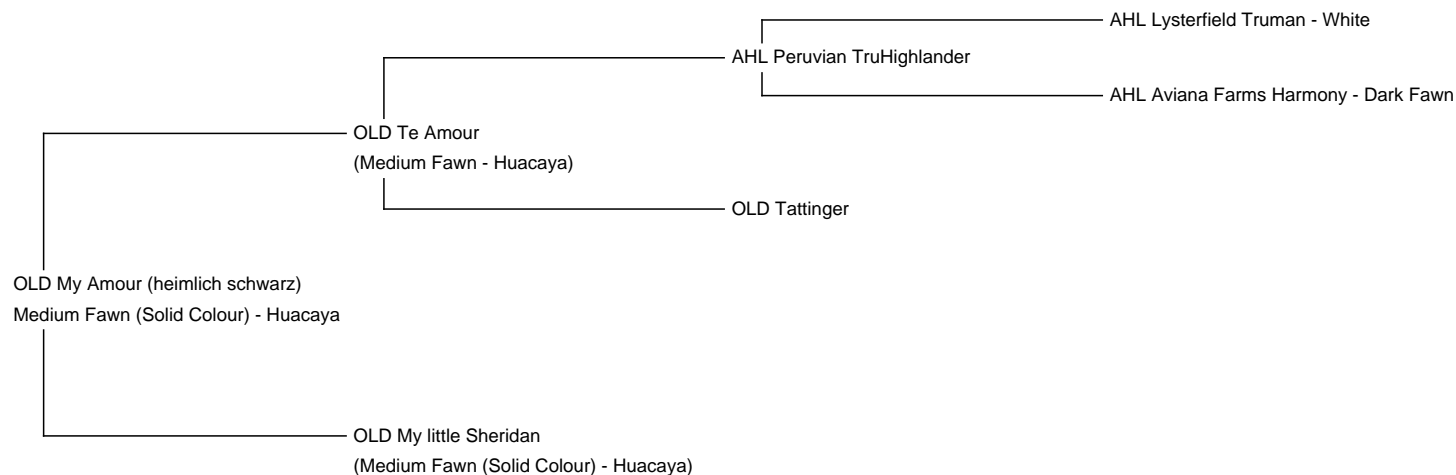 AHL Lysterfield Truman - White
AHL Peruvian TruHighlander
AHL Aviana Farms Harmony - Dark Fawn
OLD Te Amour
(Medium Fawn - Huacaya)
OLD Tattinger
OLD My Amour (heimlich schwarz)
Medium Fawn (Solid Colour) - Huacaya
OLD My little Sheridan
(Medium Fawn (Solid Colour) - Huacaya)